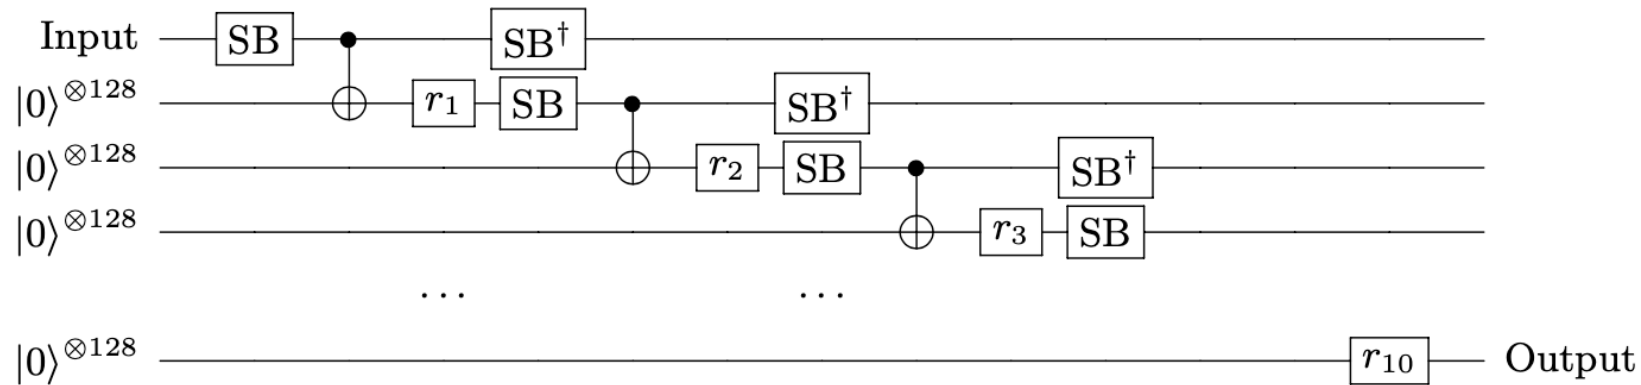 Input SB SB†
|0⟩⊗128 r₁ SB SB†
|0⟩⊗128 r₂ SB SB†
|0⟩⊗128 r₃ SB
... ...
|0⟩⊗128 r₁₀ Output